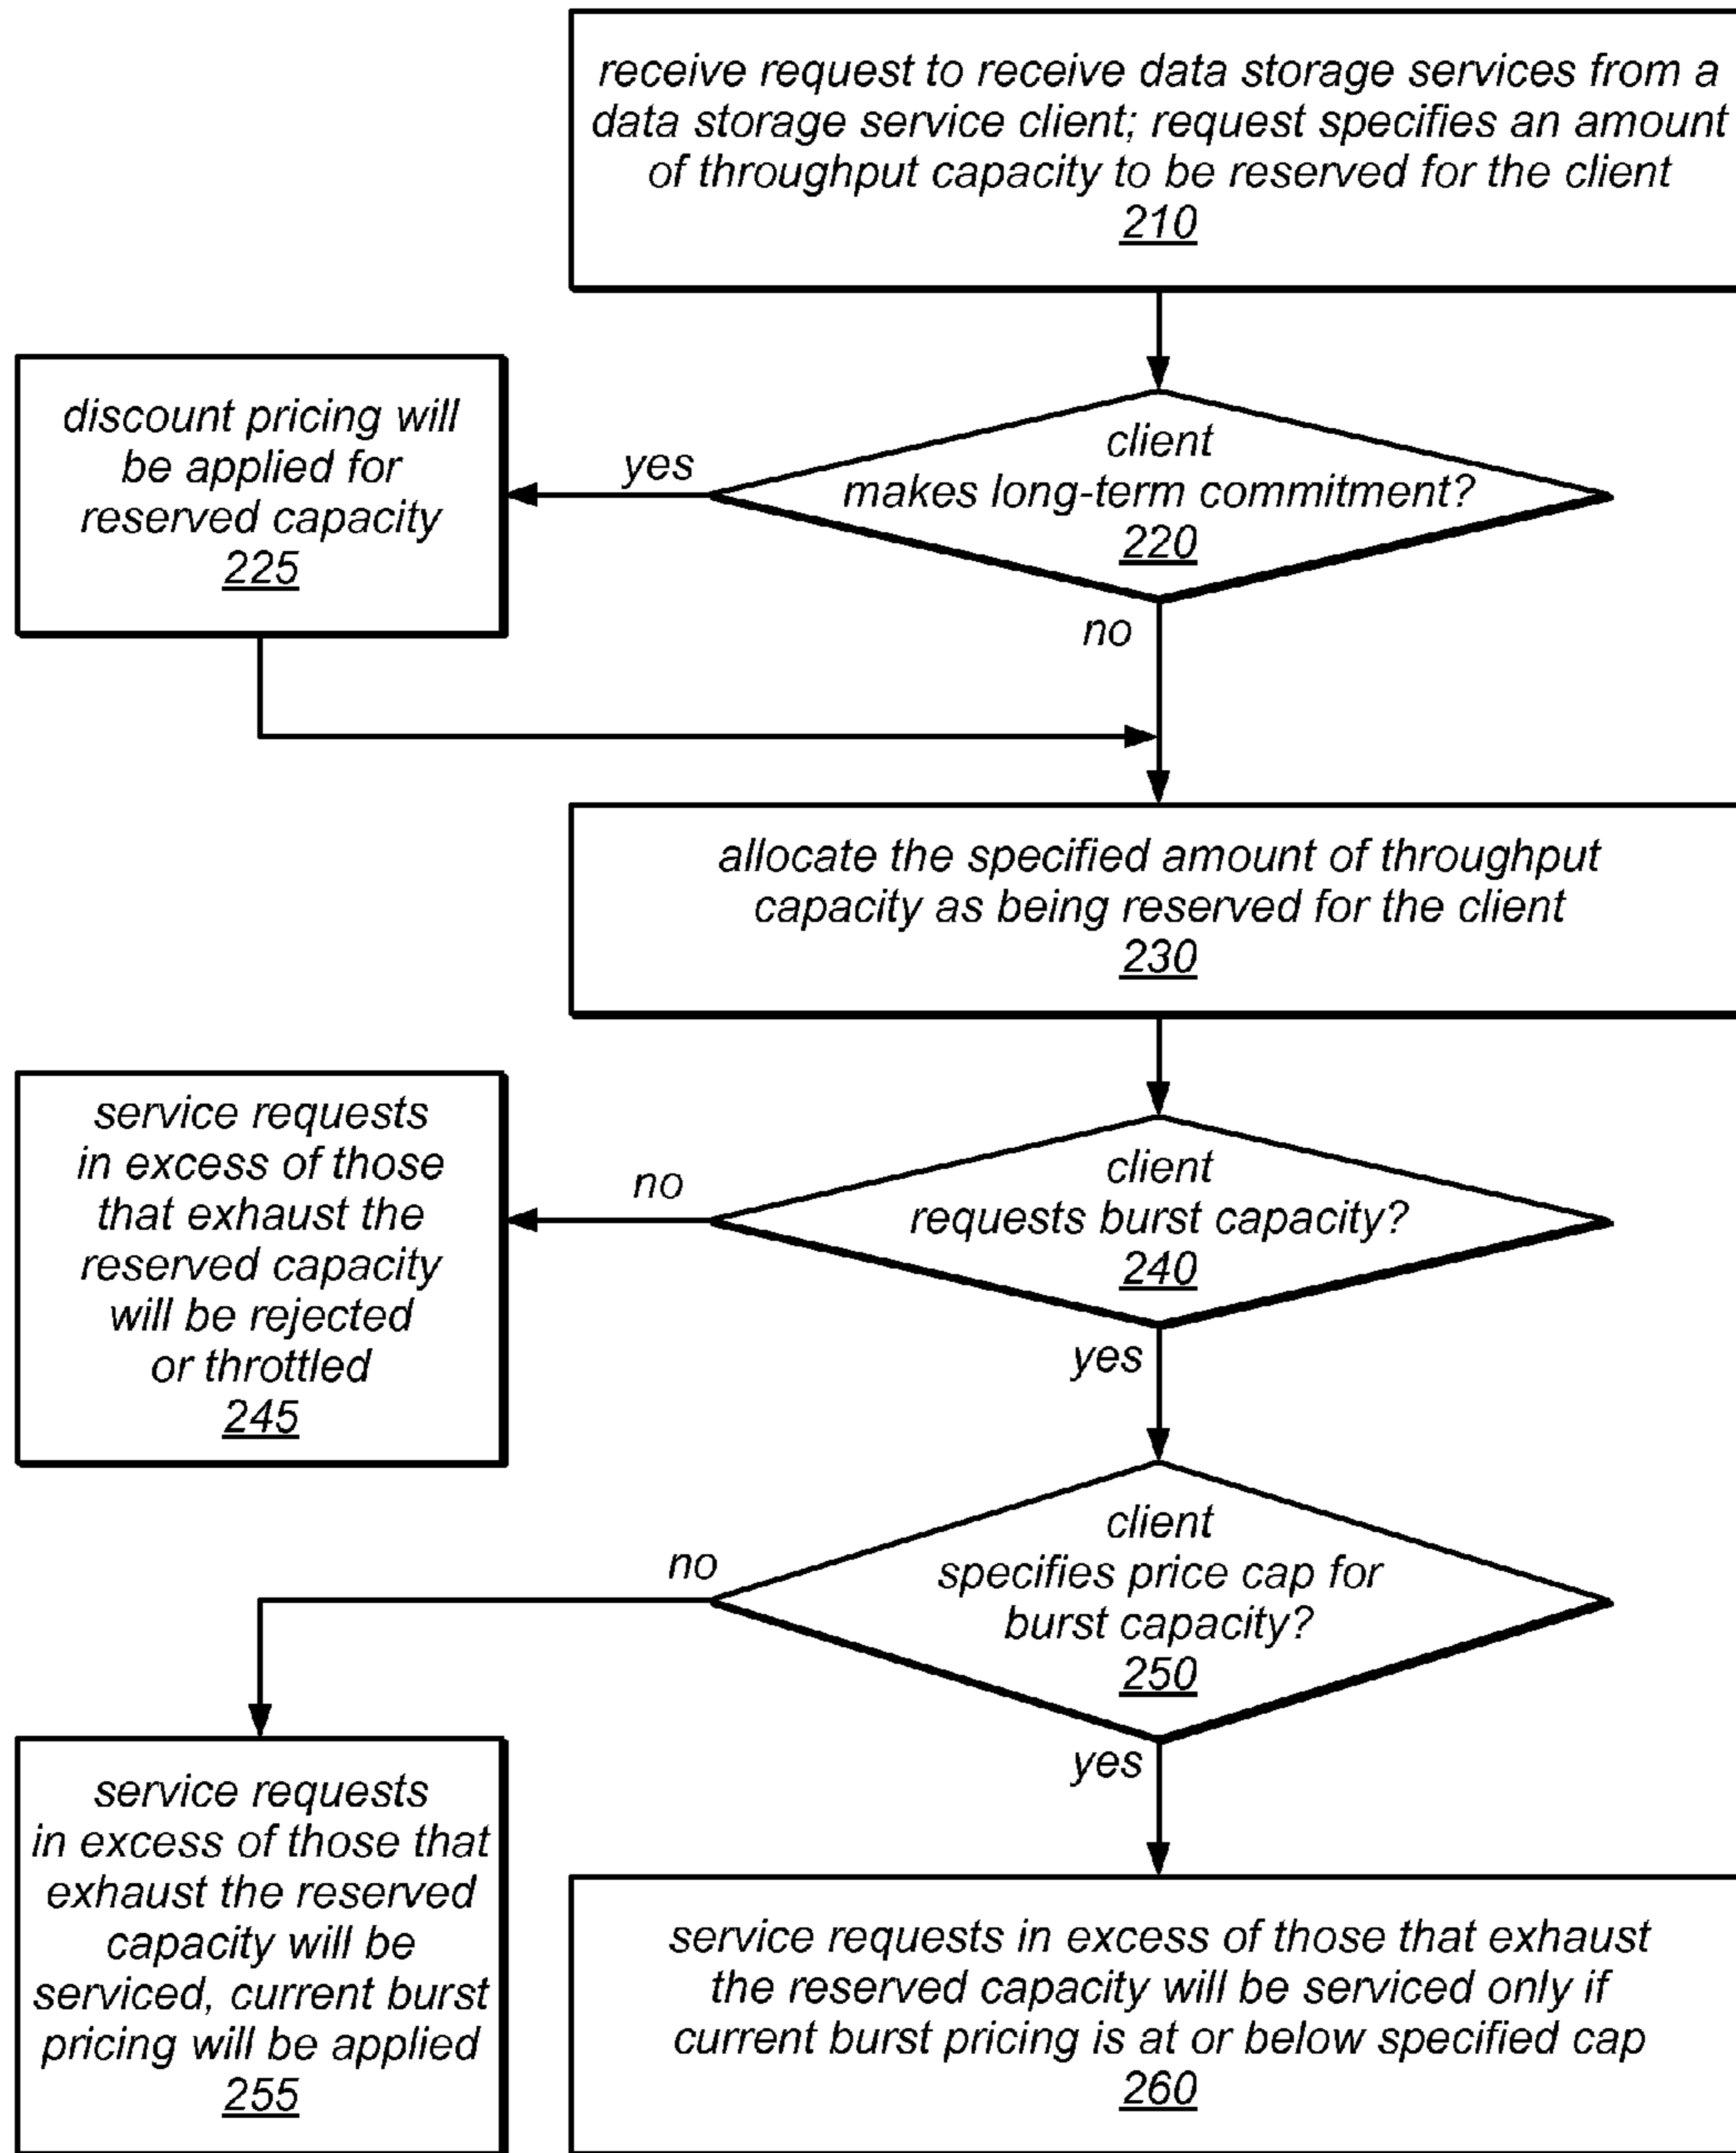 receive request to receive data storage services from a
data storage service client; request specifies an amount
of throughput capacity to be reserved for the client
210
client
makes long-term commitment?
220
yes
discount pricing will
be applied for
reserved capacity
225
no
allocate the specified amount of throughput
capacity as being reserved for the client
230
client
requests burst capacity?
240
no
service requests
in excess of those
that exhaust the
reserved capacity
will be rejected
or throttled
245
yes
client
specifies price cap for
burst capacity?
250
no
service requests
in excess of those that
exhaust the reserved
capacity will be
serviced, current burst
pricing will be applied
255
yes
service requests in excess of those that exhaust
the reserved capacity will be serviced only if
current burst pricing is at or below specified cap
260